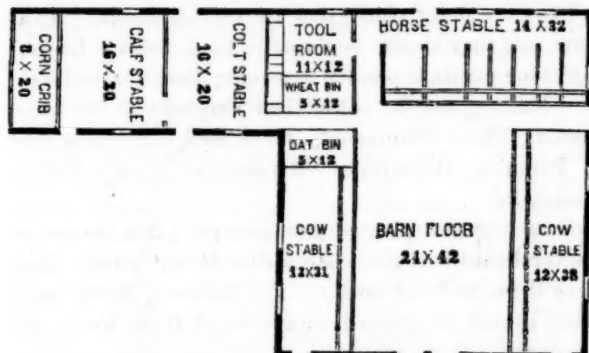 CORN CRIB
8 X 20
CALF STABLE
16 X 20
COLT STABLE
16 X 20
TOOL
ROOM
11X12
WHEAT BIN
5X12
HORSE STABLE 14 X 32
OAT BIN
5X12
COW
STABLE
12X31
BARN FLOOR
24X42
COW
STABLE
12X38